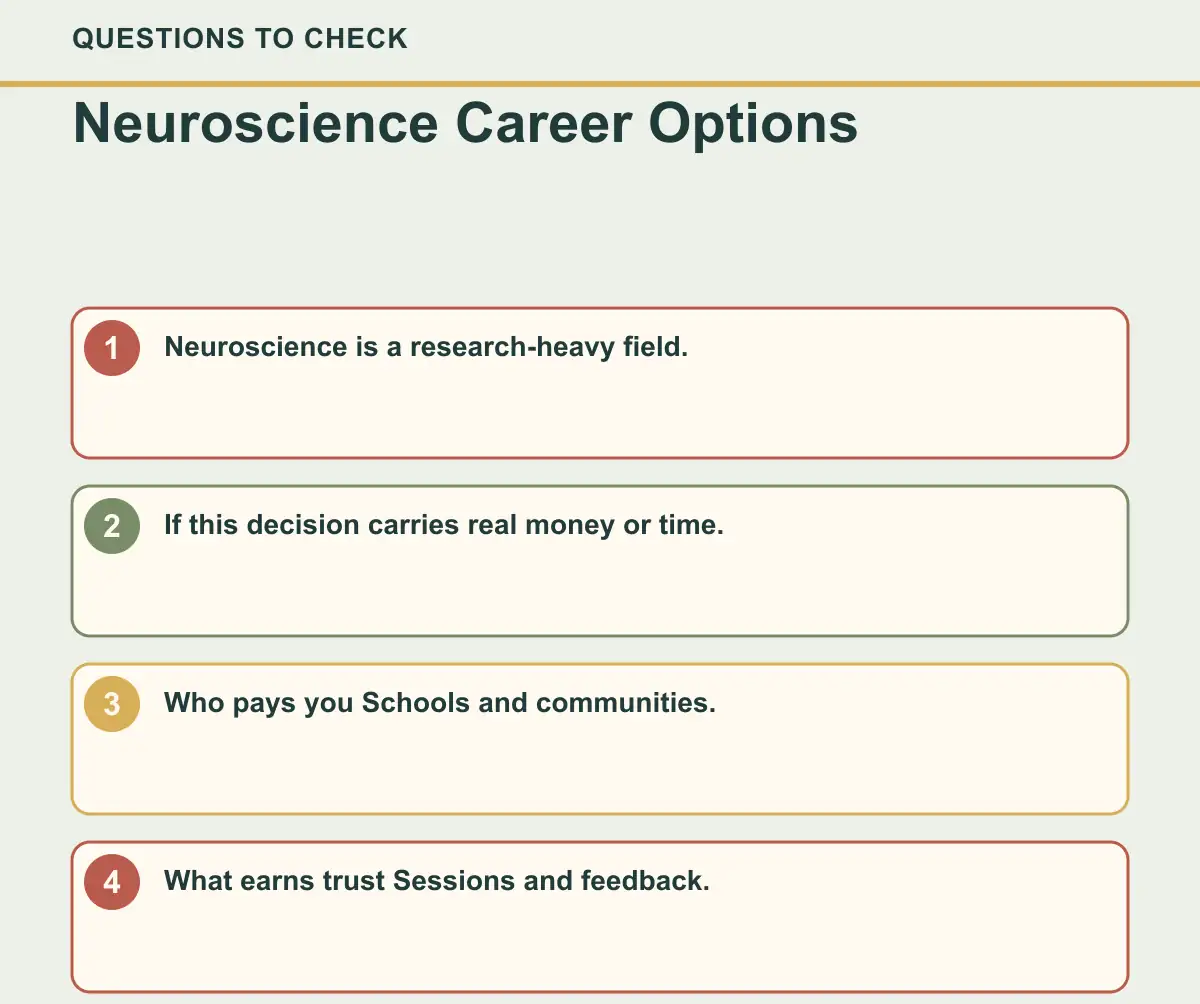 QUESTIONS TO CHECK
Neuroscience Career Options
1 Neuroscience is a research-heavy field.
2 If this decision carries real money or time.
3 Who pays you Schools and communities.
4 What earns trust Sessions and feedback.